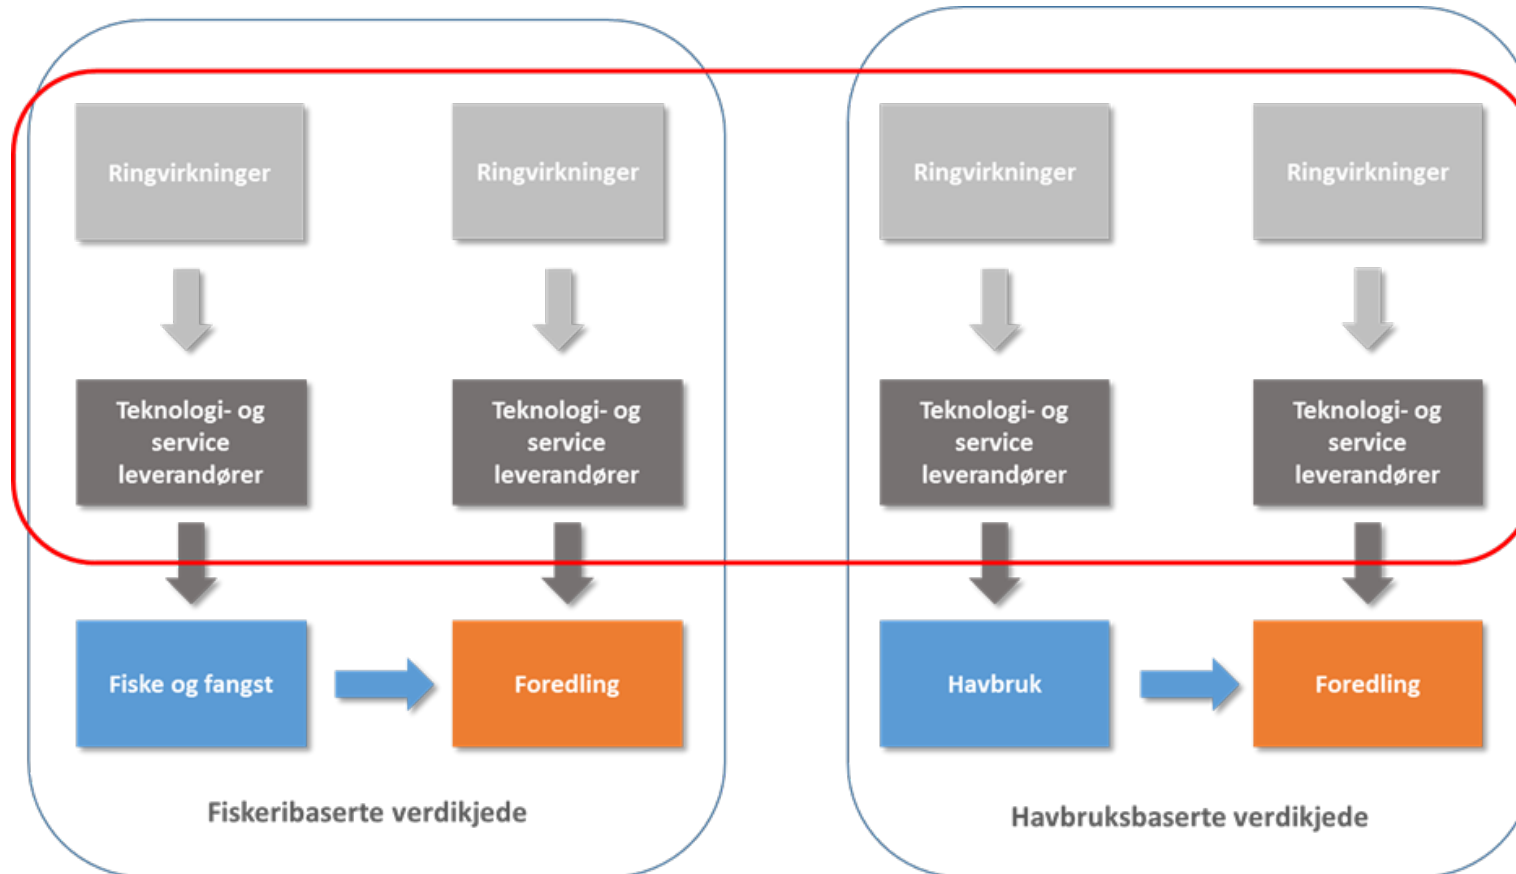 Ringvirkninger
Ringvirkninger
Ringvirkninger
Ringvirkninger
Teknologi- og
service
leverandører
Teknologi- og
service
leverandører
Teknologi- og
service
leverandører
Teknologi- og
service
leverandører
Fiske og fangst
Foredling
Havbruk
Foredling
Fiskeribaserte verdikjede
Havbruksbaserte verdikjede